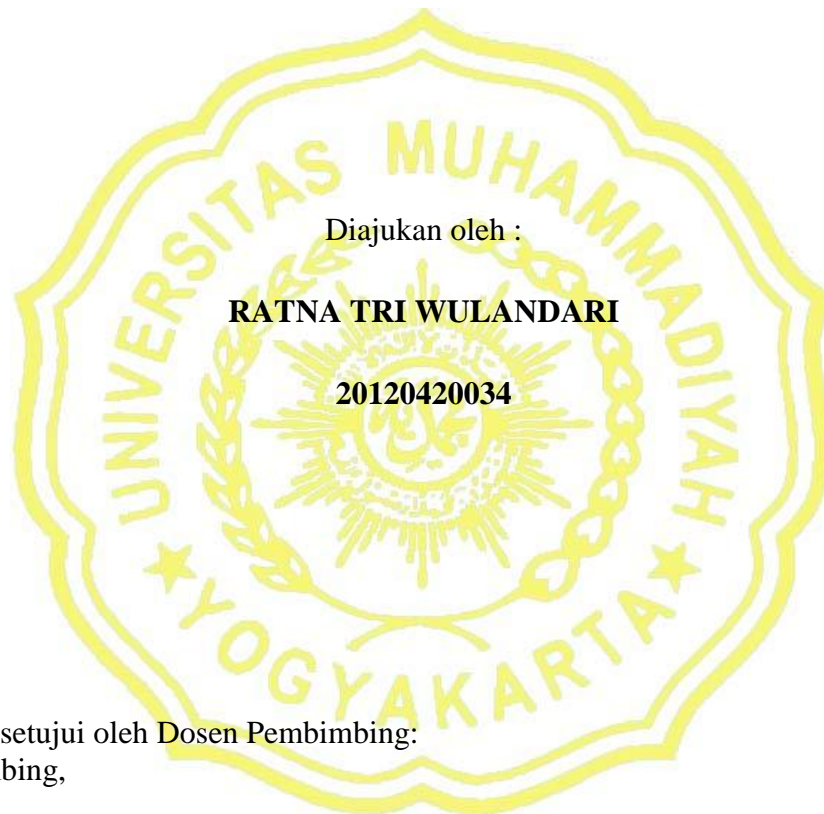 UNIVERSITAS MUHAMMADIYAH
Diajukan oleh :
RATNA TRI WULANDARI
20120420034
YOGYAKARTA
setujui oleh Dosen Pembimbing:
bing,